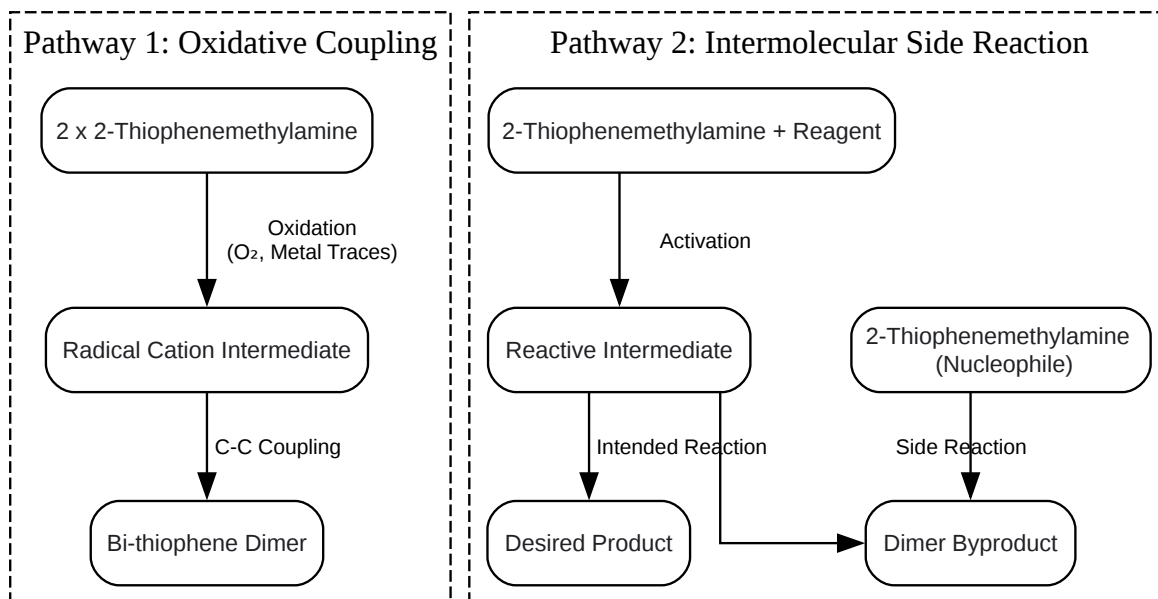 Pathway 1: Oxidative Coupling
2 x 2-Thiophenemethylamine
Oxidation
(O₂, Metal Traces)
Radical Cation Intermediate
C-C Coupling
Bi-thiophene Dimer
Pathway 2: Intermolecular Side Reaction
2-Thiophenemethylamine + Reagent
Activation
Reactive Intermediate
2-Thiophenemethylamine
(Nucleophile)
Intended Reaction
Side Reaction
Desired Product
Dimer Byproduct